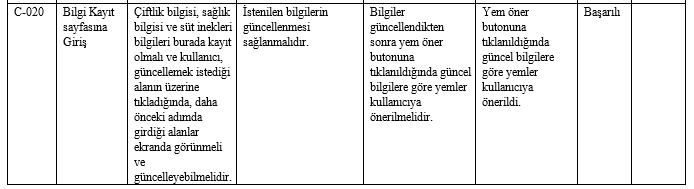 C-020
Bilgi Kayıt
sayfasına
Giriş
Çiftlik bilgisi, sağlık
bilgisi ve süt inekleri
bilgileri burada kayıt
olmalı ve kullanıcı,
güncellemek istediği
alanın üzerine
tıkladığında, daha
önceki adımda
girdiği alanlar
ekranda görünmeli
ve
güncelleyebilmelidir.
İstenilen bilgilerin
güncellenmesi
sağlanmalıdır.
Bilgiler
güncellendikten
sonra yem öner
butonuna
tıklanıldığında güncel
bilgilere göre yemler
kullanıcıya
önerilmelidir.
Yem öner
butonuna
tıklanıldığında
güncel bilgilere
göre yemler
kullanıcıya
önerildi.
Başarılı